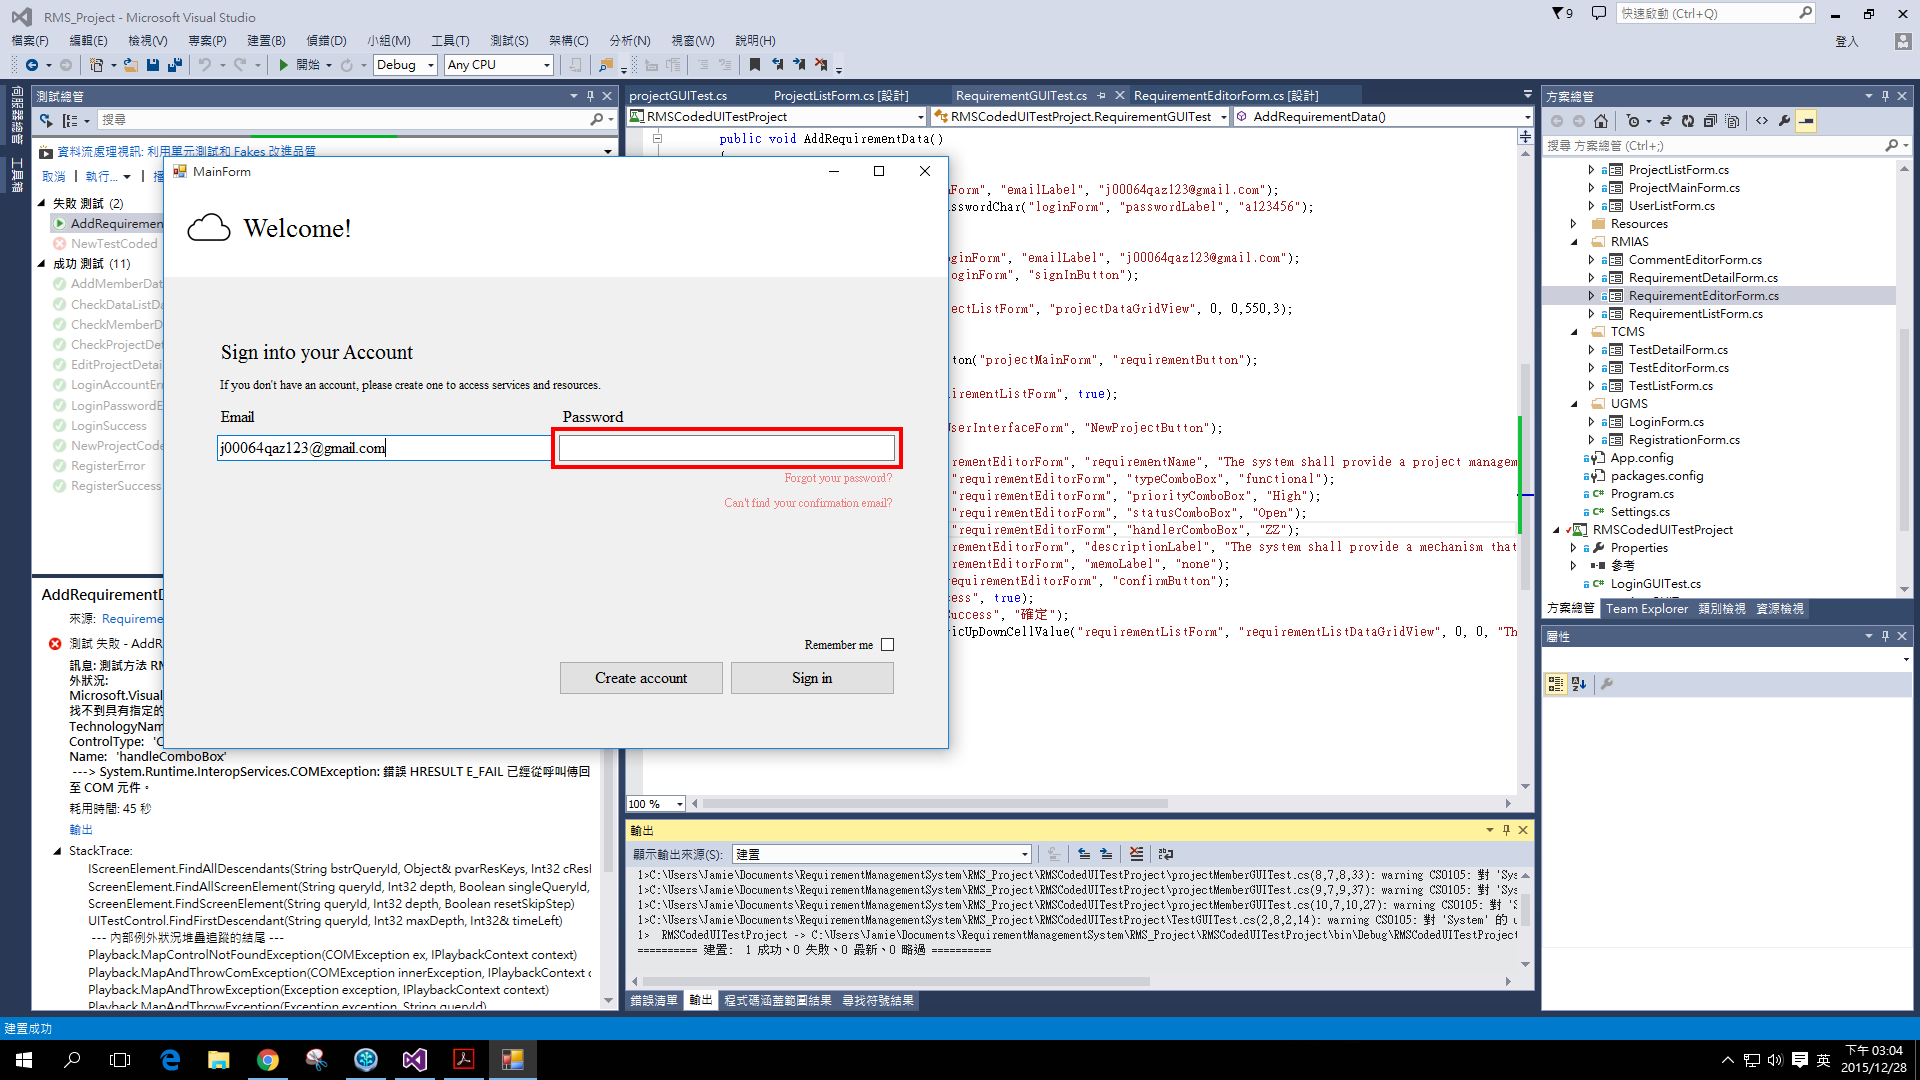 RMS_Project - Microsoft Visual Studio
9
快速啟動 (Ctrl+Q)
檔案(F) 編輯(E) 檢視(V) 專案(P) 建置(B) 偵錯(D) 小組(M) 工具(T) 測試(S) 架構(C) 分析(N) 視窗(W) 說明(H)
登入
開始 Debug Any CPU
伺服器總管
工具箱
測試總管
搜尋
資料流處理視訊: 利用單元測試和 Fakes 改進品質
取消 執行...
失敗 測試 (2)
AddRequiremen
NewTestCoded
成功 測試 (11)
AddMemberDat
CheckDataListDa
CheckMemberD
CheckProjectDet
EditProjectDetai
LoginAccountEr
LoginPasswordE
LoginSuccess
NewProjectCode
RegisterError
RegisterSuccess
AddRequirementD
來源: Requireme
測試 失敗 - AddR
訊息: 測試方法 RM
外狀況:
Microsoft.Visual
找不到具有指定的
TechnologyNam
ControlType: 'C
Name: 'handleComboBox'
---> System.Runtime.InteropServices.COMException: 錯誤 HRESULT E_FAIL 已經從呼叫傳回
至 COM 元件。
耗用時間: 45 秒
輸出
StackTrace:
IScreenElement.FindAllDescendants(String bstrQueryId, Object& pvarResKeys, Int32 cResl
ScreenElement.FindAllScreenElement(String queryId, Int32 depth, Boolean singleQueryId,
ScreenElement.FindScreenElement(String queryId, Int32 depth, Boolean resetSkipStep)
UITestControl.FindFirstDescendant(String queryId, Int32 maxDepth, Int32& timeLeft)
--- 內部例外狀況堆疊追蹤的結尾 ---
Playback.MapControlNotFoundException(COMException ex, IPlaybackContext context)
Playback.MapAndThrowComException(COMException innerException, IPlaybackContext c
Playback.MapAndThrowException(Exception exception, IPlaybackContext context)
Playback.MapAndThrowException(Exception exception, String queryId)
MainForm
Welcome!
Sign into your Account
If you don't have an account, please create one to access services and resources.
Email Password
j00064qaz123@gmail.com
Forgot your password?
Can't find your confirmation email?
Remember me
Create account Sign in
projectGUITest.cs ProjectListForm.cs [設計] RequirementGUITest.cs RequirementEditorForm.cs [設計]
RMSCodedUITestProject RMSCodedUITestProject.RequirementGUITest AddRequirementData()
public void AddRequirementData()
{
nForm", "emailLabel", "j00064qaz123@gmail.com");
sswordChar("loginForm", "passwordLabel", "a123456");
oginForm", "emailLabel", "j00064qaz123@gmail.com");
oginForm", "signInButton");
ectListForm", "projectDataGridView", 0, 0,550,3);
ton("projectMainForm", "requirementButton");
irementListForm", true);
UserInterfaceForm", "NewProjectButton");
rementEditorForm", "requirementName", "The system shall provide a project managem
"requirementEditorForm", "typeComboBox", "functional");
"requirementEditorForm", "priorityComboBox", "High");
"requirementEditorForm", "statusComboBox", "Open");
"requirementEditorForm", "handlerComboBox", "ZZ");
rementEditorForm", "descriptionLabel", "The system shall provide a mechanism that
rementEditorForm", "memoLabel", "none");
requirementEditorForm", "confirmButton");
ess", true);
Success", "確定");
ricUpDownCellValue("requirementListForm", "requirementListDataGridView", 0, 0, "Th
100 %
輸出
顯示輸出來源(S): 建置
1>C:\Users\Jamie\Documents\RequirementManagementSystem\RMS_Project\RMSCodedUITestProject\projectMemberGUITest.cs(8,7,8,33): warning CS0105: 對 'Sys
1>C:\Users\Jamie\Documents\RequirementManagementSystem\RMS_Project\RMSCodedUITestProject\projectMemberGUITest.cs(9,7,9,37): warning CS0105: 對 'Sys
1>C:\Users\Jamie\Documents\RequirementManagementSystem\RMS_Project\RMSCodedUITestProject\projectMemberGUITest.cs(10,7,10,27): warning CS0105: 對 'S
1>C:\Users\Jamie\Documents\RequirementManagementSystem\RMS_Project\RMSCodedUITestProject\TestGUITest.cs(2,8,2,14): warning CS0105: 對 'System' 的 u
1> RMSCodedUITestProject -> C:\Users\Jamie\Documents\RequirementManagementSystem\RMS_Project\RMSCodedUITestProject\bin\Debug\RMSCodedUITestProject
========== 建置: 1 成功、0 失敗、0 最新、0 略過 ==========
錯誤清單 輸出 程式碼涵蓋範圍結果 尋找符號結果
方案總管
搜尋 方案總管 (Ctrl+;)
ProjectListForm.cs
ProjectMainForm.cs
UserListForm.cs
Resources
RMIAS
CommentEditorForm.cs
RequirementDetailForm.cs
RequirementEditorForm.cs
RequirementListForm.cs
TCMS
TestDetailForm.cs
TestEditorForm.cs
TestListForm.cs
UGMS
LoginForm.cs
RegistrationForm.cs
App.config
packages.config
Program.cs
Settings.cs
RMSCodedUITestProject
Properties
參考
LoginGUITest.cs
方案總管 Team Explorer 類別檢視 資源檢視
屬性
建置成功
英
下午 03:04
2015/12/28